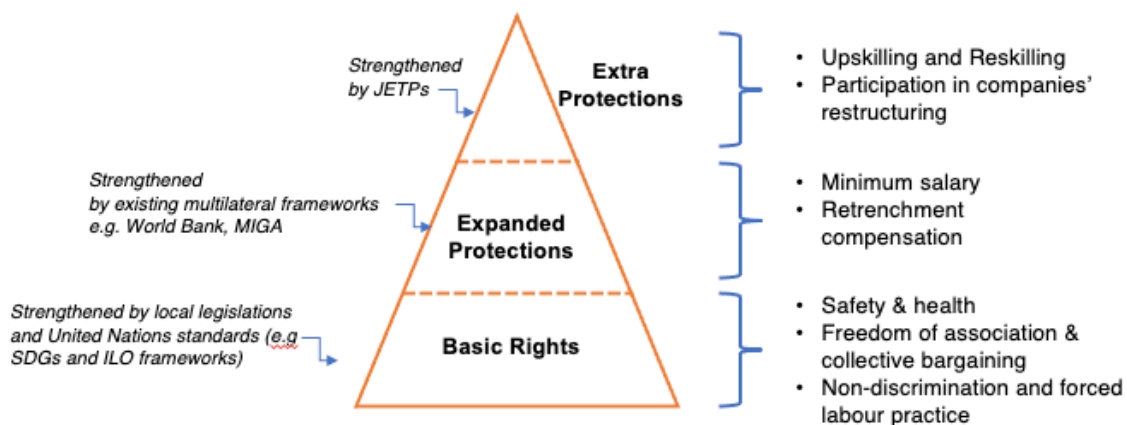 Strengthened
by JETPs
Extra
Protections
• Upskilling and Reskilling
• Participation in companies’
restructuring
Strengthened
by existing multilateral frameworks
e.g. World Bank, MIGA
Expanded
Protections
• Minimum salary
• Retrenchment
compensation
Strengthened by local legislations
and United Nations standards (e.g
SDGs and ILO frameworks)
Basic Rights
• Safety & health
• Freedom of association &
collective bargaining
• Non-discrimination and forced
labour practice